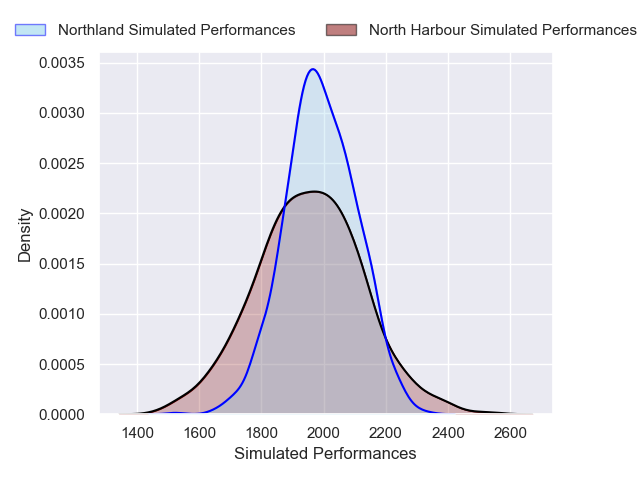 Northland Simulated Performances North Harbour Simulated Performances
0.0035
0.0030
0.0025
0.0020
0.0015
0.0010
0.0005
0.0000
Density
1400 1600 1800 2000 2200 2400 2600
Simulated Performances